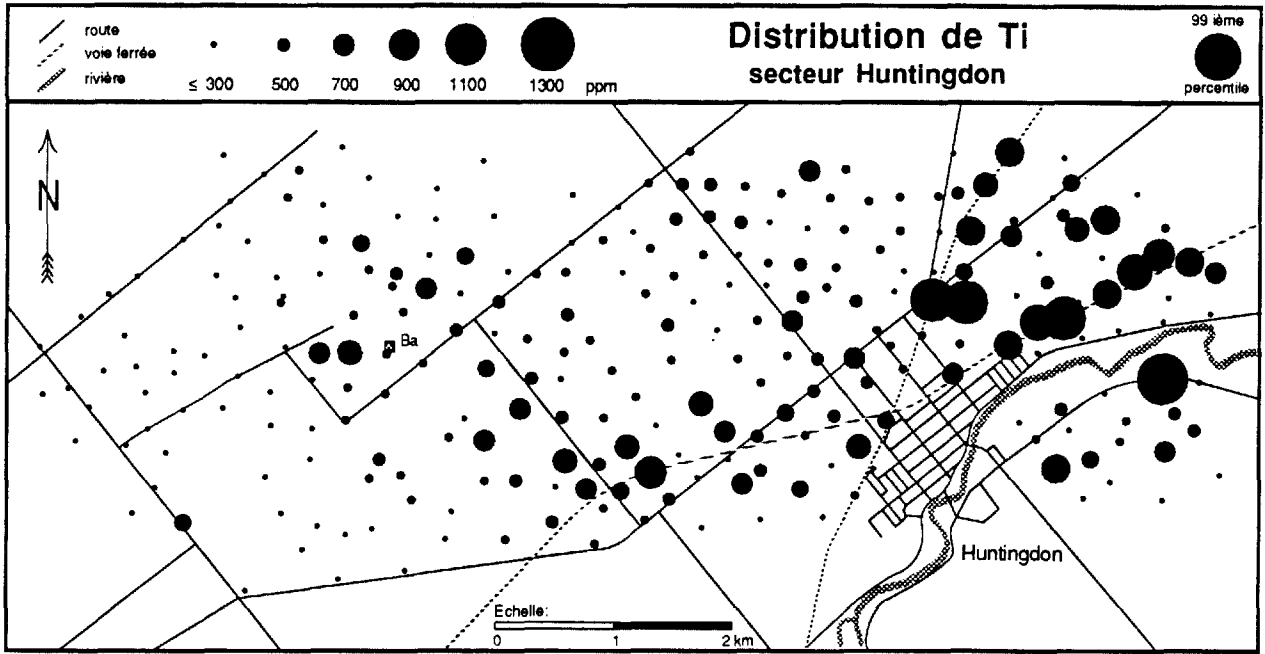 route
voie ferrée
rivière
≤ 300 500 700 900 1100 1300 ppm
Distribution de Ti
secteur Huntingdon
99 ième
percentile
N
Ba
Huntingdon
Echelle:
0 1 2 km